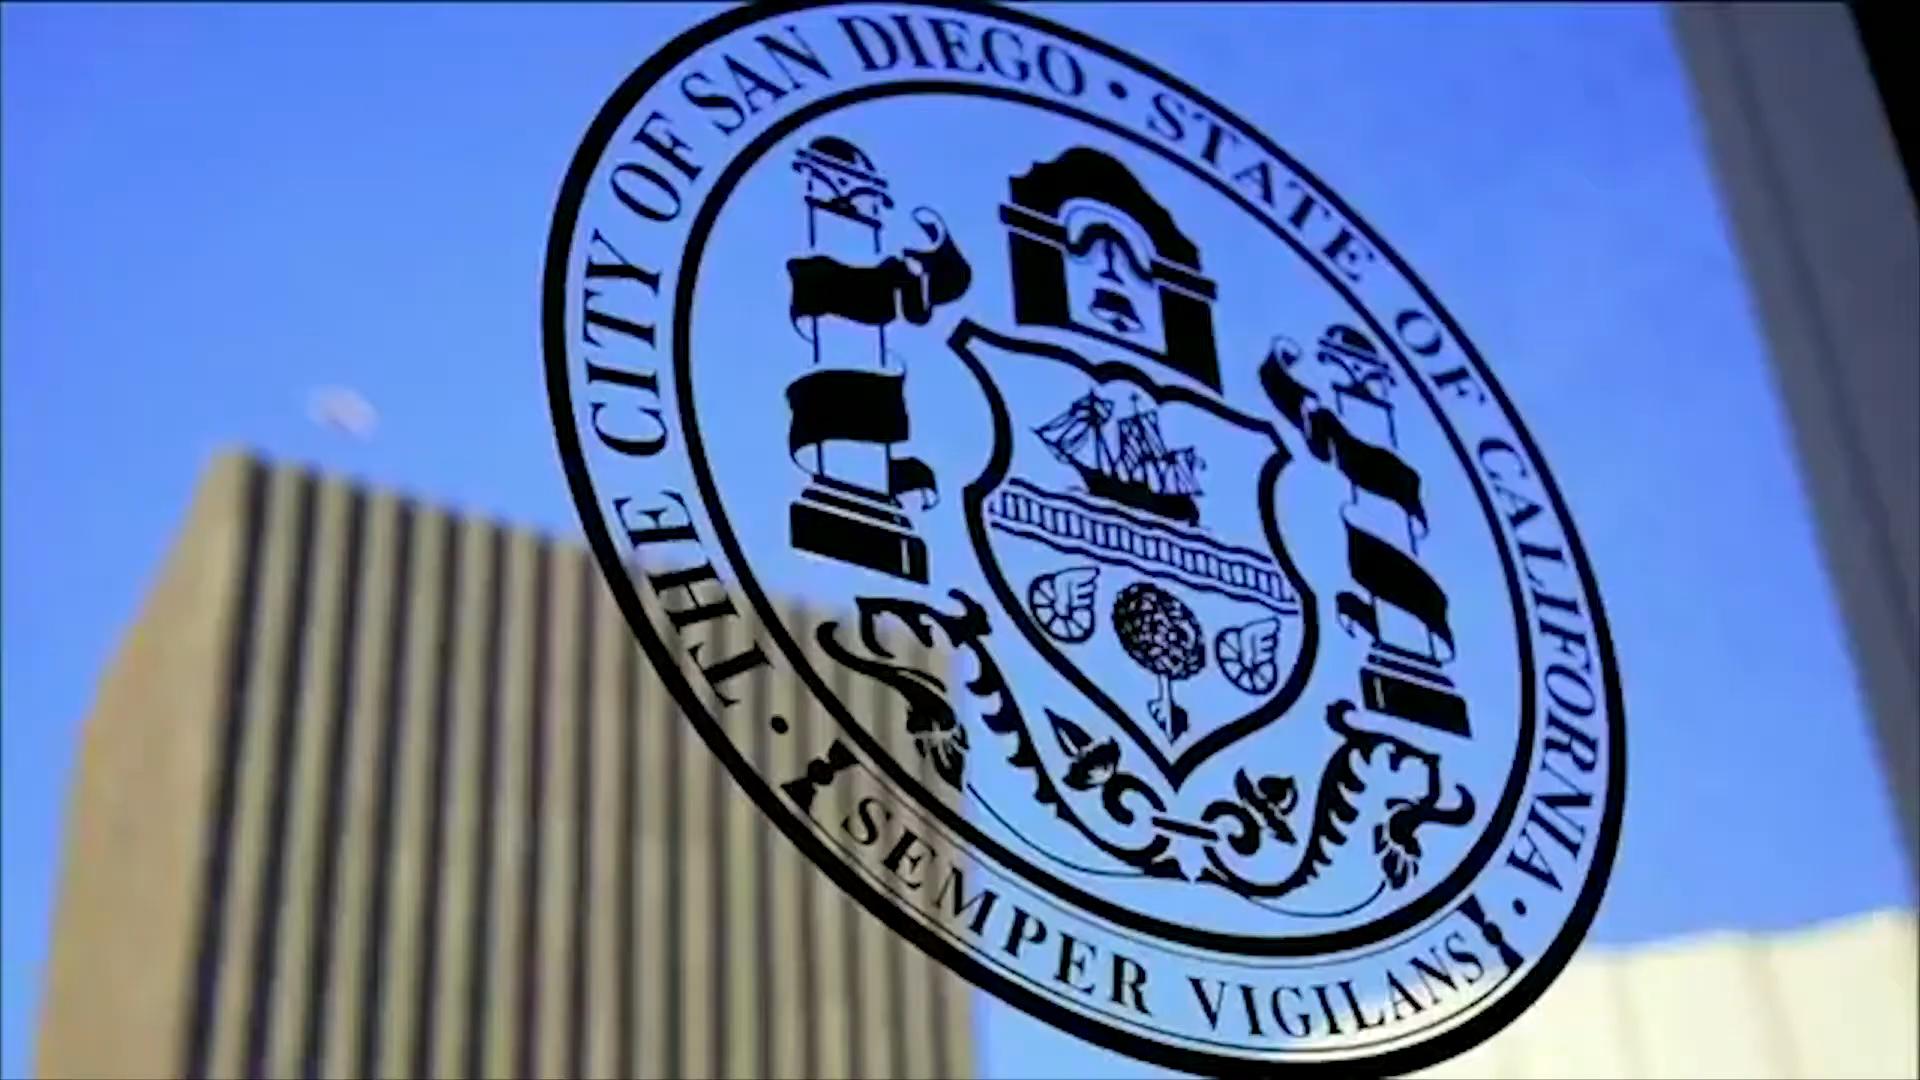 THE CITY OF SAN DIEGO • STATE OF CALIFORNIA •
SEMPER VIGILANS